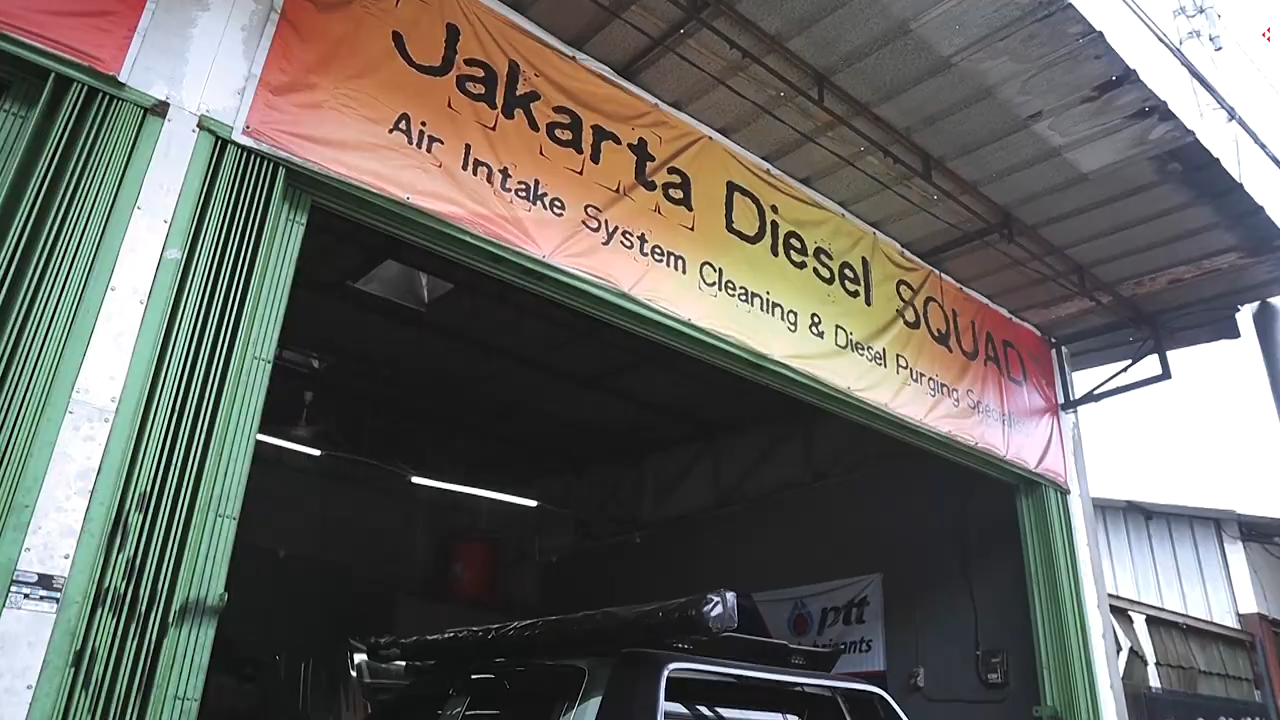 Jakarta Diesel SQUAD
Air Intake System Cleaning & Diesel Purging Specialist
ptt